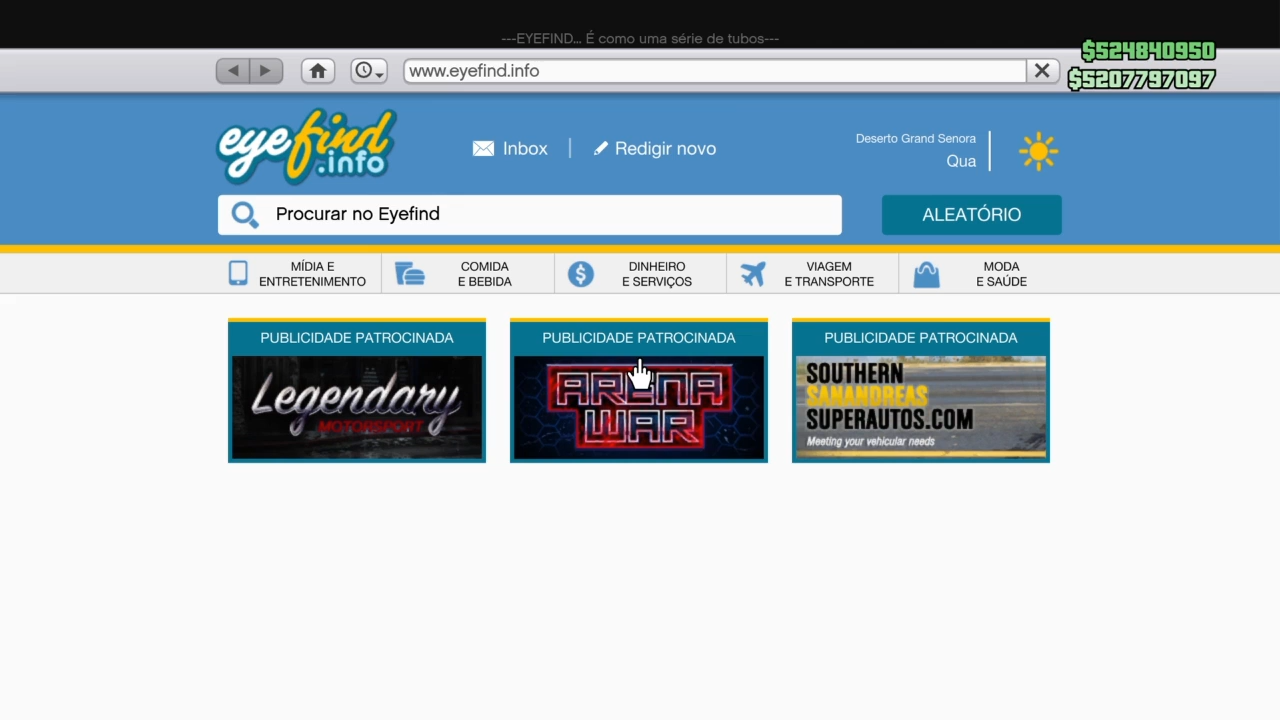 ---EYEFIND... É como uma série de tubos---
$524840950
www.eyefind.info
$5207797097
eyefind
.info
Inbox
Redigir novo
Deserto Grand Senora
Qua
Procurar no Eyefind
ALEATÓRIO
MÍDIA E
ENTRETENIMENTO
COMIDA
E BEBIDA
DINHEIRO
E SERVIÇOS
VIAGEM
E TRANSPORTE
MODA
E SAÚDE
PUBLICIDADE PATROCINADA
Legendary
MOTORSPORT
PUBLICIDADE PATROCINADA
ARENA
WAR
PUBLICIDADE PATROCINADA
SOUTHERN
SANANDREAS
SUPERAUTOS.COM
Meeting your vehicular needs